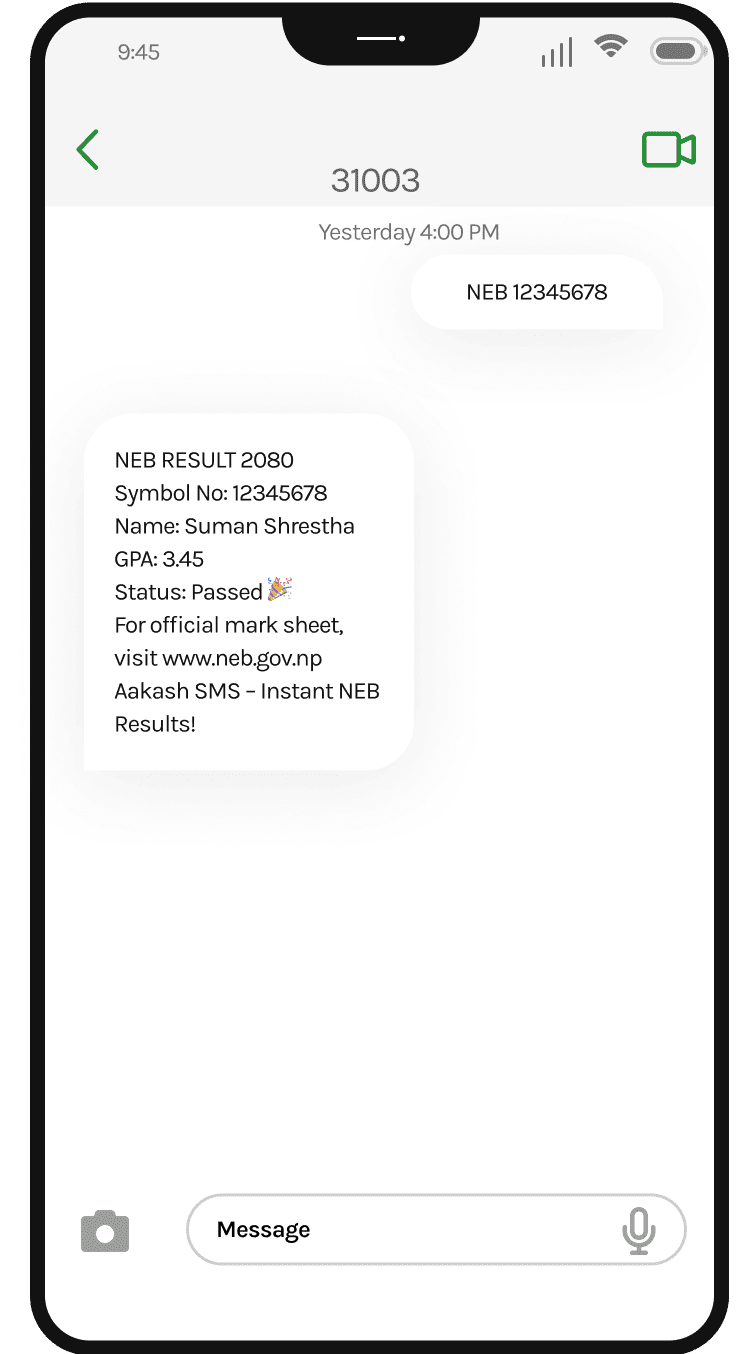 9:45
31003
Yesterday 4:00 PM
NEB 12345678
NEB RESULT 2080
Symbol No: 12345678
Name: Suman Shrestha
GPA: 3.45
Status: Passed🎉
For official mark sheet,
visit www.neb.gov.np
Aakash SMS – Instant NEB
Results!
Message